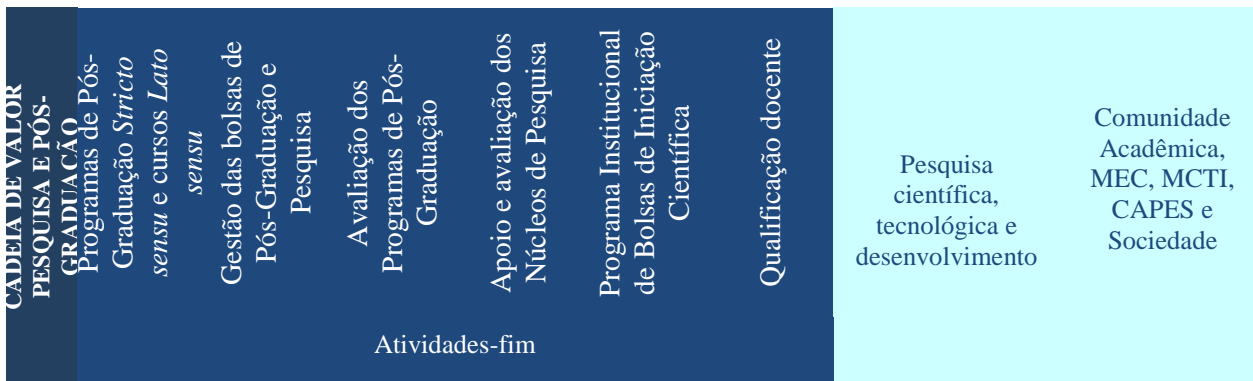 CADEIA DE VALOR
PESQUISA E PÓS-
GRADUAÇÃO
Programas de Pós-
Graduação Stricto
sensu e cursos Lato
sensu
Gestão das bolsas de
Pós-Graduação e
Pesquisa
Avaliação dos
Programas de Pós-
Graduação
Apoio e avaliação dos
Núcleos de Pesquisa
Programa Institucional
de Bolsas de Iniciação
Científica
Qualificação docente
Atividades-fim
Pesquisa
científica,
tecnológica e
desenvolvimento
Comunidade
Acadêmica,
MEC, MCTI,
CAPES e
Sociedade